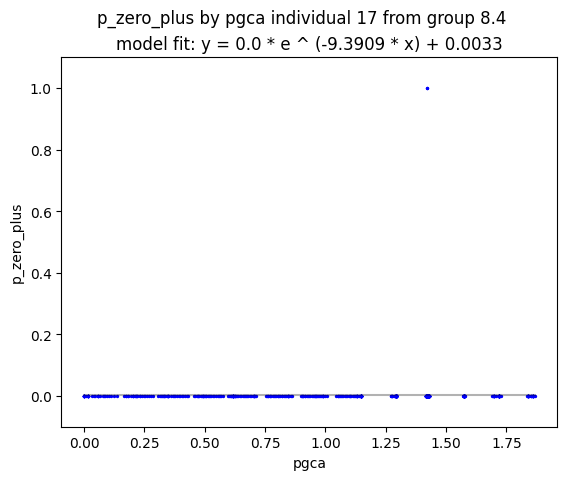 p_zero_plus by pgca individual 17 from group 8.4
model fit: y = 0.0 * e ^ (-9.3909 * x) + 0.0033
1.0
0.8
0.6
0.4
0.2
0.0
p_zero_plus
0.00 0.25 0.50 0.75 1.00 1.25 1.50 1.75
pgca